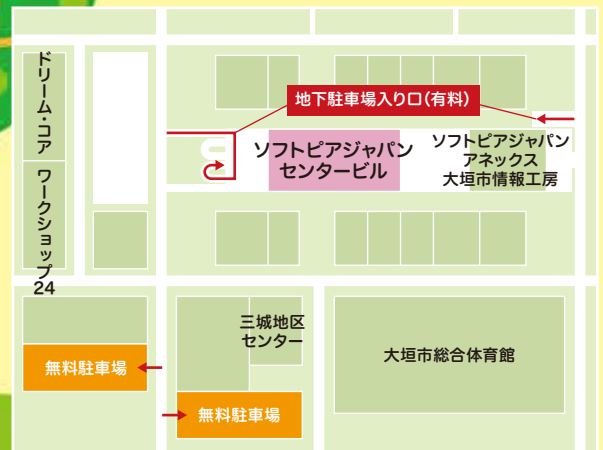 ドリーム・コア
ワークショップ24
地下駐車場入り口(有料)
ソフトピアジャパン
センタービル
ソフトピアジャパン
アネックス
大垣市情報工房
三城地区
センター
大垣市総合体育館
無料駐車場
無料駐車場